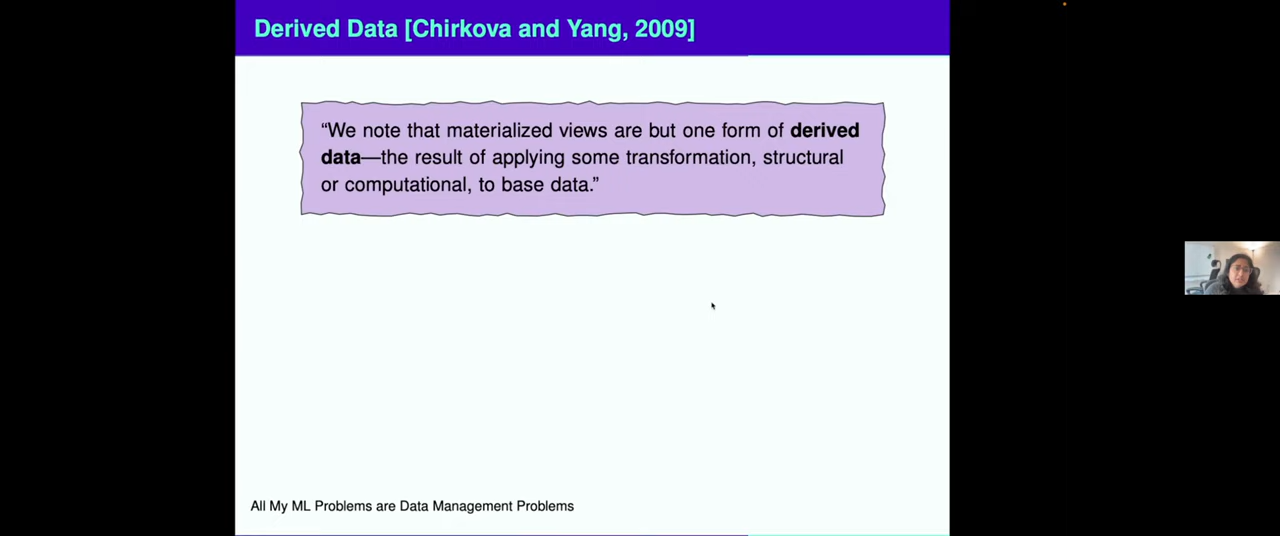 Derived Data [Chirkova and Yang, 2009]
“We note that materialized views are but one form of derived
data—the result of applying some transformation, structural
or computational, to base data.”
All My ML Problems are Data Management Problems